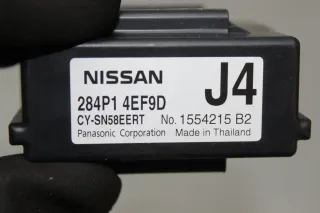 NISSAN J4
284P1 4EF9D
CY-SN58EERT No. 1554215 B2
Panasonic Corporation Made in Thailand